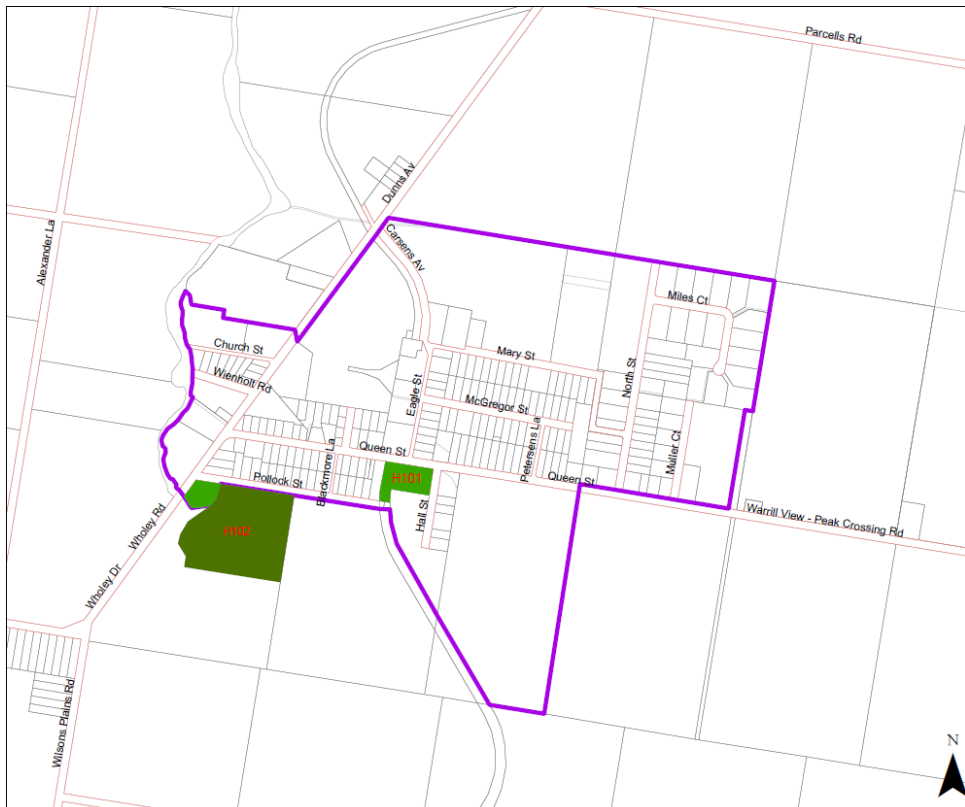 Parcells Rd
Dunns Av
Alexander La
Carsens Av
Miles Ct
Church St
Mary St
North St
Wienholt Rd
Eagle St
McGregor St
Muller Ct
Petersens La
Blackmore La
Queen St
Queen St
Pollock St
H101
Hall St
Warrill View - Peak Crossing Rd
Wholey Rd
H102
Wholey Dr
Wilsons Plains Rd
N